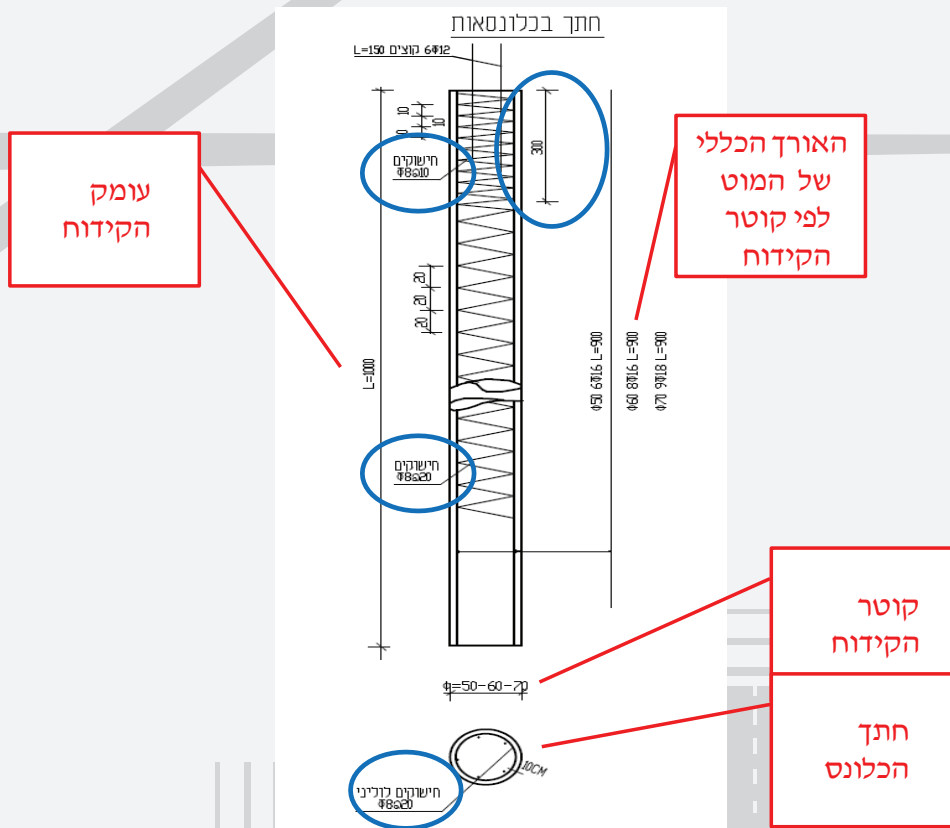 חתך בכלונסאות
L=150 קוצים 6Φ12
10
10
10
300
חישוקים
Φ8@10
האורך הכללי
של המוט
לפי קוטר
הקידוח
עומק
הקידוח
20
20
20
L=1000
Φ50 6Φ16 L=900
Φ60 8Φ16 L=900
Φ70 9Φ18 L=900
חישוקים
Φ8@20
קוטר
הקידוח
Φ=50-60-70
חתך
הכלונס
10CM
חישוקים לוליני
Φ8@20